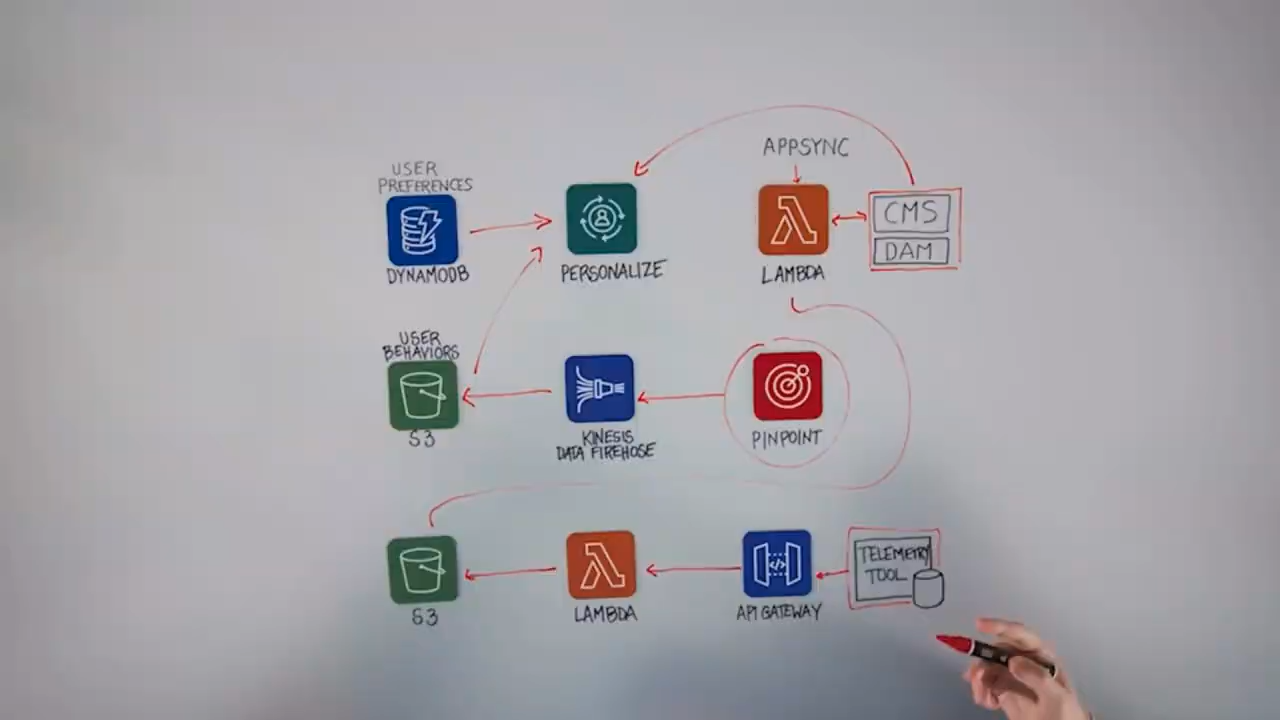 USER
PREFERENCES
DYNAMODB
PERSONALIZE
APPSYNC
LAMBDA
CMS
DAM
USER
BEHAVIORS
S3
KINESIS
DATA FIREHOSE
PINPOINT
S3
LAMBDA
API GATEWAY
TELEMETRY
TOOL